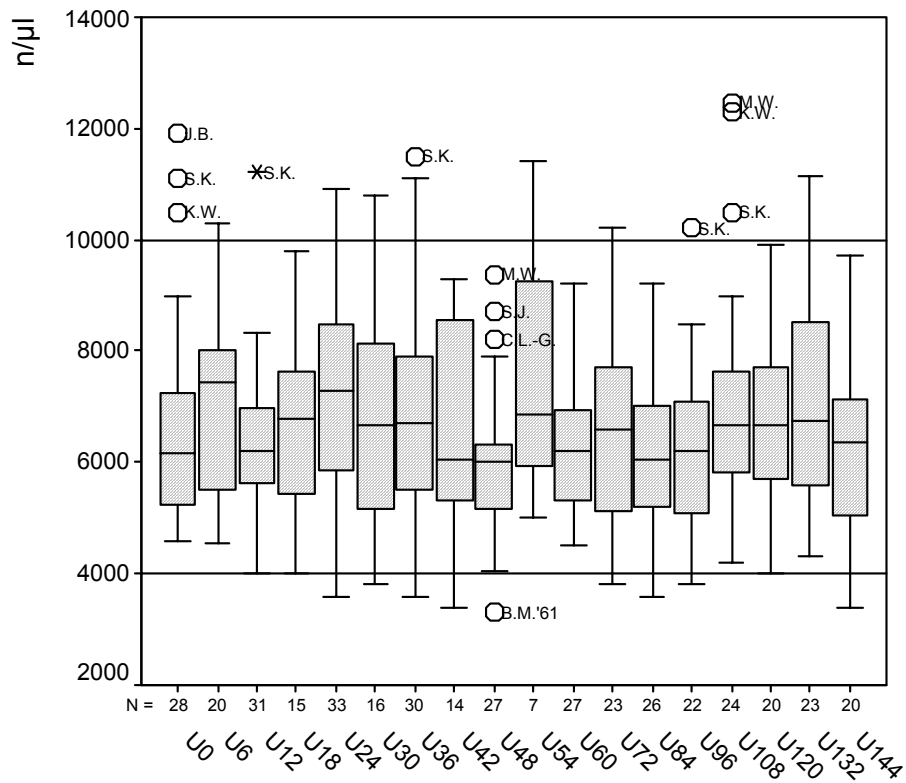 n/µl
14000
12000
10000
8000
6000
4000
2000
J.B.
S.K.
K.W.
S.K.
S.K.
M.W.
S.J.
C.L.-G.
B.M.'61
S.K.
M.W.
K.W.
S.K.
N = 28 20 31 15 33 16 30 14 27 7 27 23 26 22 24 20 23 20
U0 U6 U12 U18 U24 U30 U36 U42 U48 U54 U60 U72 U84 U96 U108 U120 U132 U144